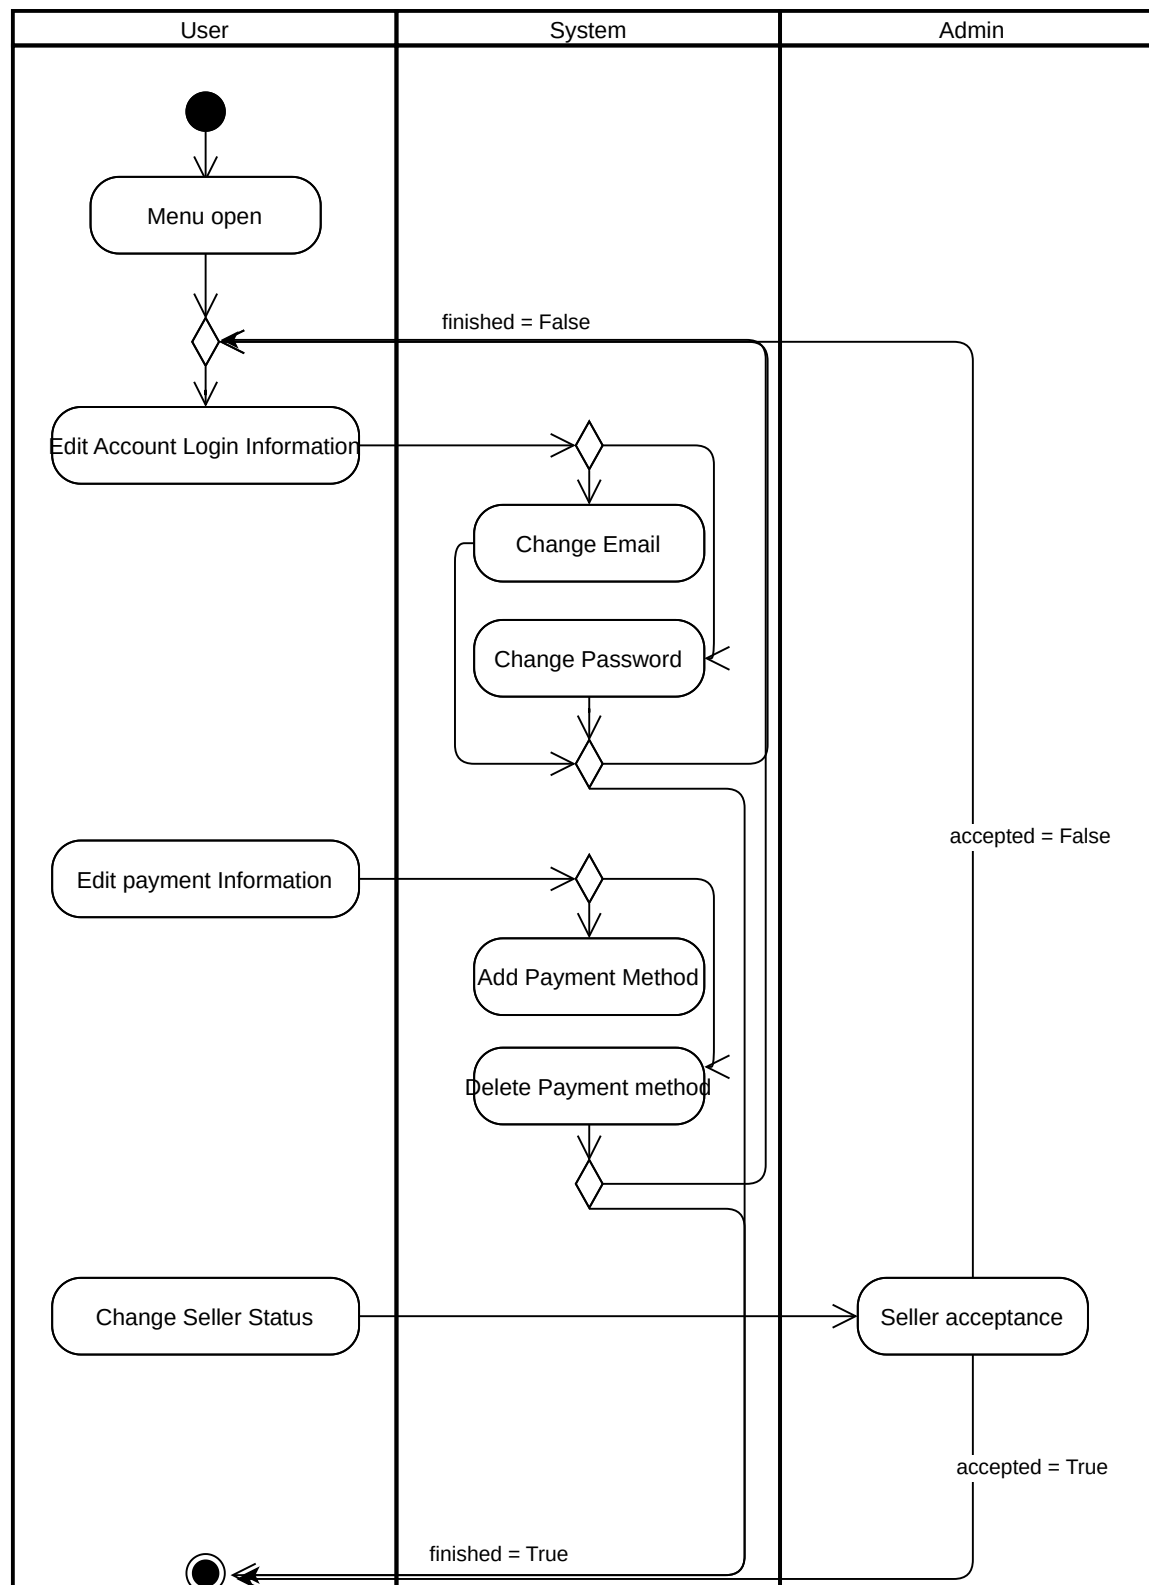 User
System
Admin
Menu open
finished = False
Edit Account Login Information
Change Email
Change Password
accepted = False
Edit payment Information
Add Payment Method
Delete Payment method
Change Seller Status
Seller acceptance
accepted = True
finished = True